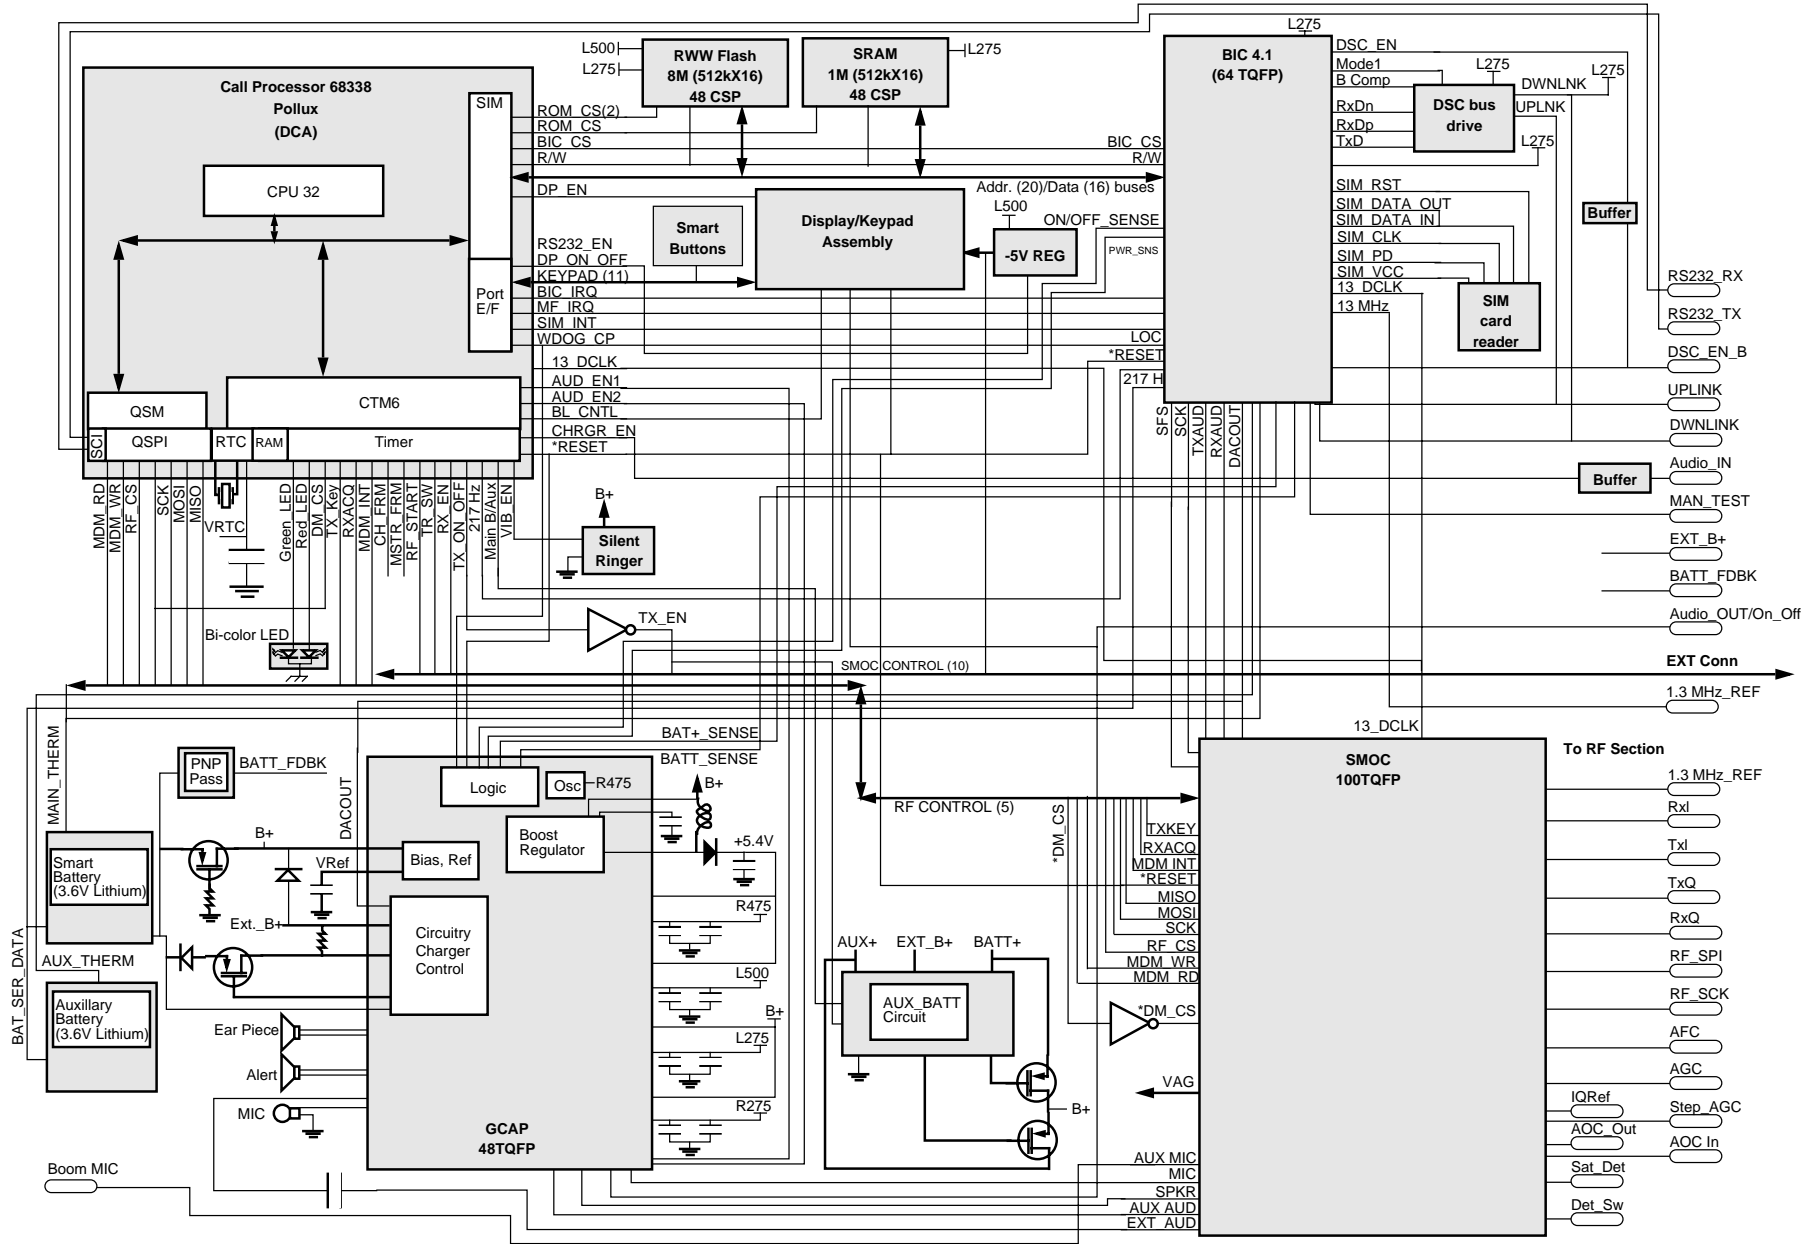 L275
L500
L275
RWW Flash
8M (512kX16)
48 CSP
SRAM
1M (512kX16)
48 CSP
L275
BIC 4.1
(64 TQFP)
DSC_EN
Mode1
B Comp
RxDn
RxDp
TxD
L275
DSC bus
drive
DWNLNK
L275
UPLNK
L275
Call Processor 68338
Pollux
(DCA)
SIM
CPU 32
ROM_CS(2)
ROM_CS
BIC_CS
R/W
BIC_CS
R/W
Addr. (20)/Data (16) buses
DP_EN
Smart
Buttons
Display/Keypad
Assembly
L500
-5V REG
ON/OFF_SENSE
PWR_SNS
SIM_RST
SIM_DATA_OUT
SIM_DATA_IN
SIM_CLK
SIM_PD
SIM_VCC
13_DCLK
13 MHz
SIM
card
reader
Buffer
RS232_EN
DP_ON_OFF
KEYPAD (11)
BIC_IRQ
MF_IRQ
SIM_INT
WDOG_CP
Port
E/F
LOC
*RESET
217 H
13_DCLK
AUD_EN1
AUD_EN2
BL_CNTL
CHRGR_EN
*RESET
QSM
CTM6
SCI
QSPI
RTC
RAM
Timer
RS232_RX
RS232_TX
DSC_EN_B
UPLINK
DWNLINK
Audio_IN
MAN_TEST
EXT_B+
BATT_FDBK
Audio_OUT/On_Off
EXT Conn
1.3 MHz_REF
Buffer
SFS
SCK
TXAUD
RXAUD
DACOUT
MDM_RD
MDM_WR
RF_CS
SCK
MOSI
MISO
VRTC
Green_LED
Red_LED
DM_CS
TX_Key
RXACQ
MDM_INT
CH_FRM
MSTR_FRM
RF_START
TR_SW
RX_EN
TX_ON_OFF
217 Hz
Main B/Aux
VIB_EN
B+
Silent
Ringer
Bi-color LED
TX_EN
SMOC CONTROL (10)
13_DCLK
SMOC
100TQFP
To RF Section
1.3 MHz_REF
RxI
TxI
TxQ
RxQ
RF_SPI
RF_SCK
AFC
AGC
IQRef
Step_AGC
AOC_Out
AOC In
Sat_Det
Det_Sw
MAIN_THERM
PNP
Pass
BATT_FDBK
DACOUT
BAT+_SENSE
BATT_SENSE
Logic
Osc
R475
B+
Boost
Regulator
+5.4V
RF CONTROL (5)
*DM_CS
TXKEY
RXACQ
MDM INT
*RESET
MISO
MOSI
SCK
RF_CS
MDM_WR
MDM_RD
*DM_CS
VAG
Smart
Battery
(3.6V Lithium)
B+
VRef
Bias, Ref
Ext._B+
Circuitry
Charger
Control
R475
L500
B+
L275
R275
BAT_SER_DATA
AUX_THERM
Auxillary
Battery
(3.6V Lithium)
Ear Piece
Alert
MIC
GCAP
48TQFP
AUX+
EXT_B+
BATT+
AUX_BATT
Circuit
B+
Boom MIC
AUX MIC
MIC
SPKR
AUX AUD
EXT_AUD